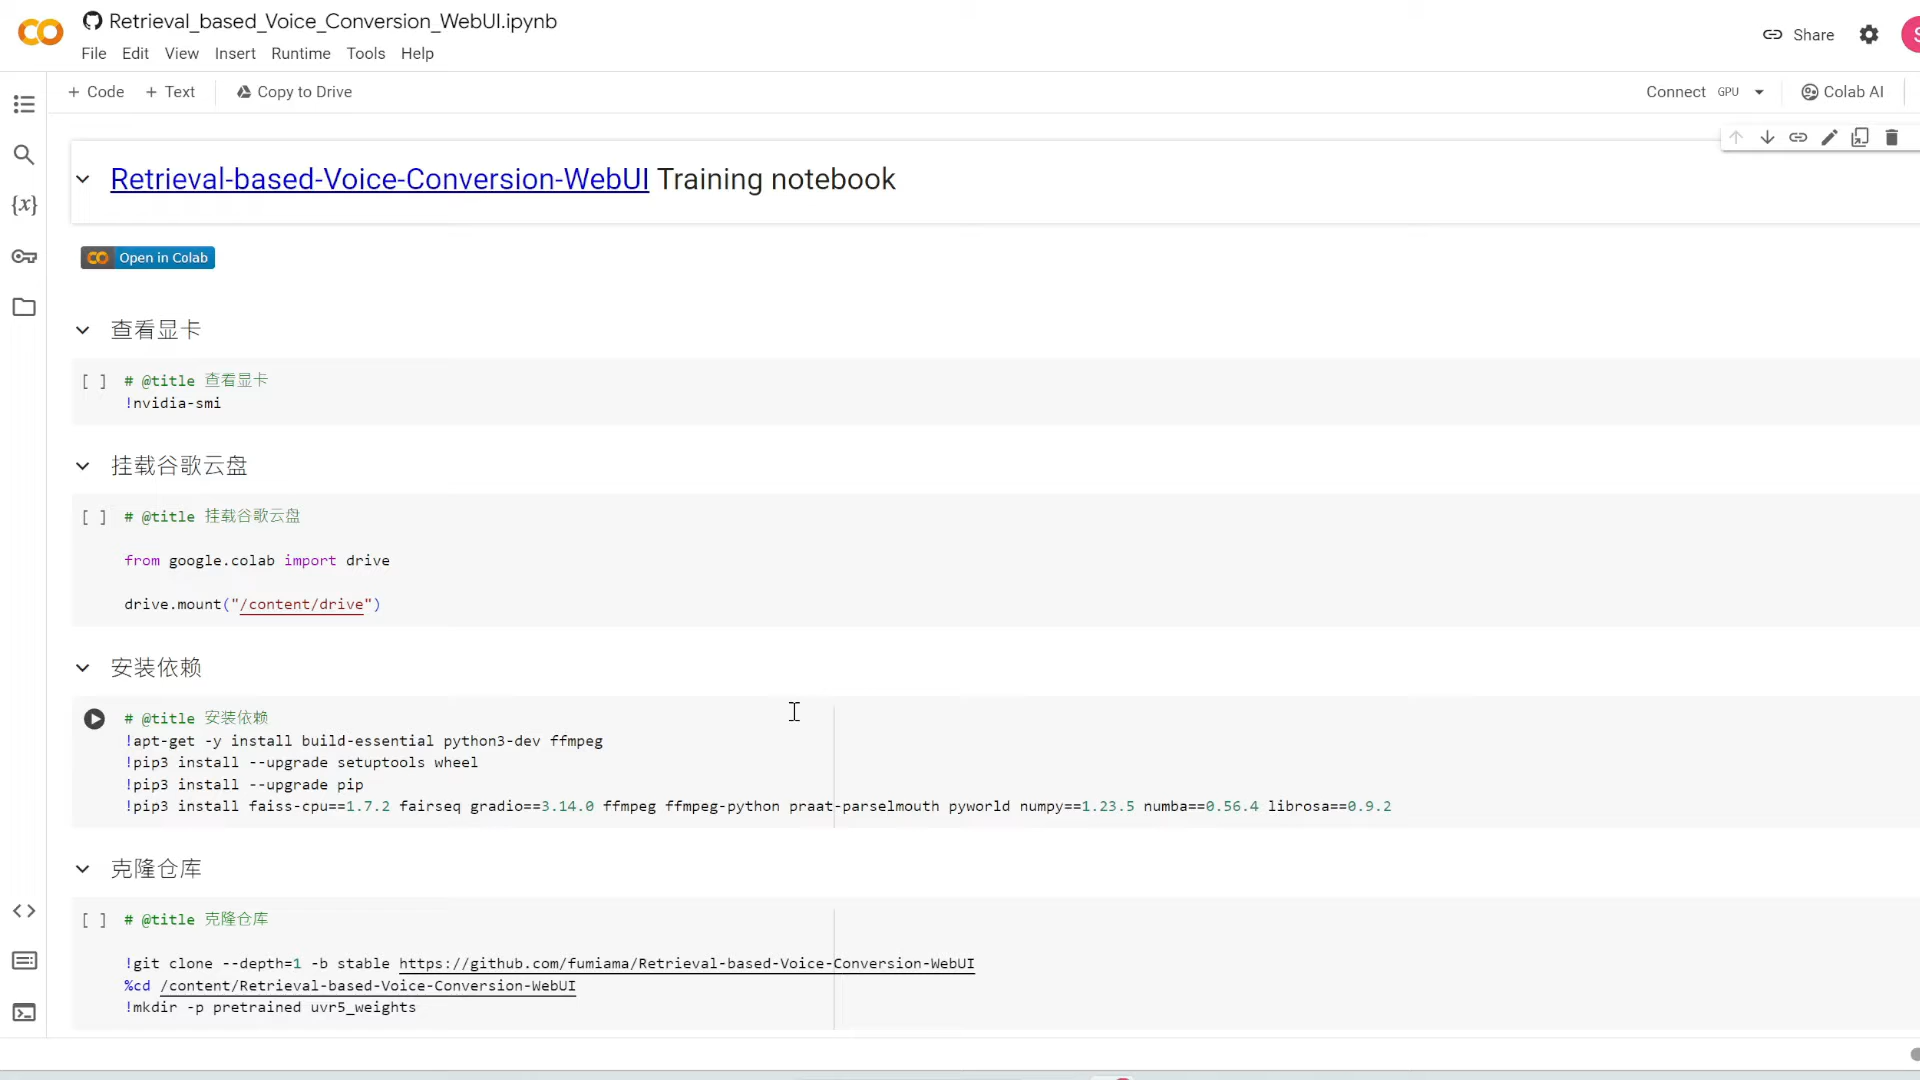 Retrieval_based_Voice_Conversion_WebUI.ipynb
File Edit View Insert Runtime Tools Help
Share
+ Code + Text Copy to Drive
Connect GPU
Colab AI
Retrieval-based-Voice-Conversion-WebUI Training notebook
Open in Colab
查看显卡
[ ] # @title 查看显卡
!nvidia-smi
挂载谷歌云盘
[ ] # @title 挂载谷歌云盘
from google.colab import drive
drive.mount("/content/drive")
安装依赖
# @title 安装依赖
!apt-get -y install build-essential python3-dev ffmpeg
!pip3 install --upgrade setuptools wheel
!pip3 install --upgrade pip
!pip3 install faiss-cpu==1.7.2 fairseq gradio==3.14.0 ffmpeg ffmpeg-python praat-parselmouth pyworld numpy==1.23.5 numba==0.56.4 librosa==0.9.2
克隆仓库
[ ] # @title 克隆仓库
!git clone --depth=1 -b stable https://github.com/fumiama/Retrieval-based-Voice-Conversion-WebUI
%cd /content/Retrieval-based-Voice-Conversion-WebUI
!mkdir -p pretrained uvr5_weights